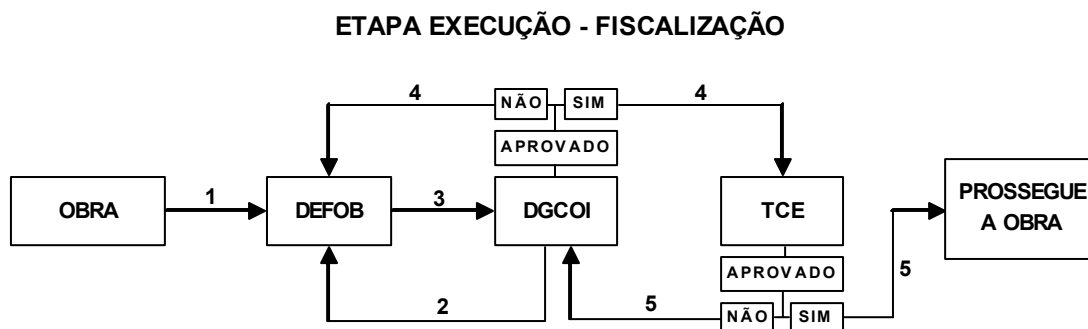 ETAPA EXECUÇÃO - FISCALIZAÇÃO
4
NÃO
SIM
4
APROVADO
OBRA
1
DEFOB
3
DGCOI
TCE
PROSSEGUE
A OBRA
APROVADO
5
2
5
NÃO
SIM